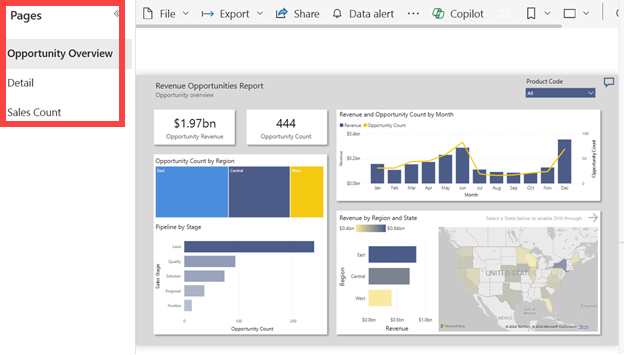 Pages
Opportunity Overview
Detail
Sales Count
File Export Share Data alert Copilot
Revenue Opportunities Report
Opportunity overview
Product Code
All
$1.97bn
Opportunity Revenue
444
Opportunity Count
Revenue and Opportunity Count by Month
Revenue Opportunity Count
$0.4bn
$0.2bn
$0.0bn
Revenue
100
50
0
Opportunity Count
Jan Feb Mar Apr May Jun Jul Aug Sep Oct Nov Dec
Month
Opportunity Count by Region
East Central West
Pipeline by Stage
Sales Stage
Lead
Qualify
Solution
Proposal
Finalize
0 200
Opportunity Count
Revenue by Region and State
Select a State below to enable Drill through
$0.4bn $0.84bn
Region
East
Central
West
$0.0bn $0.5bn $1.0bn
Revenue
UNITED STATES
MEXICO